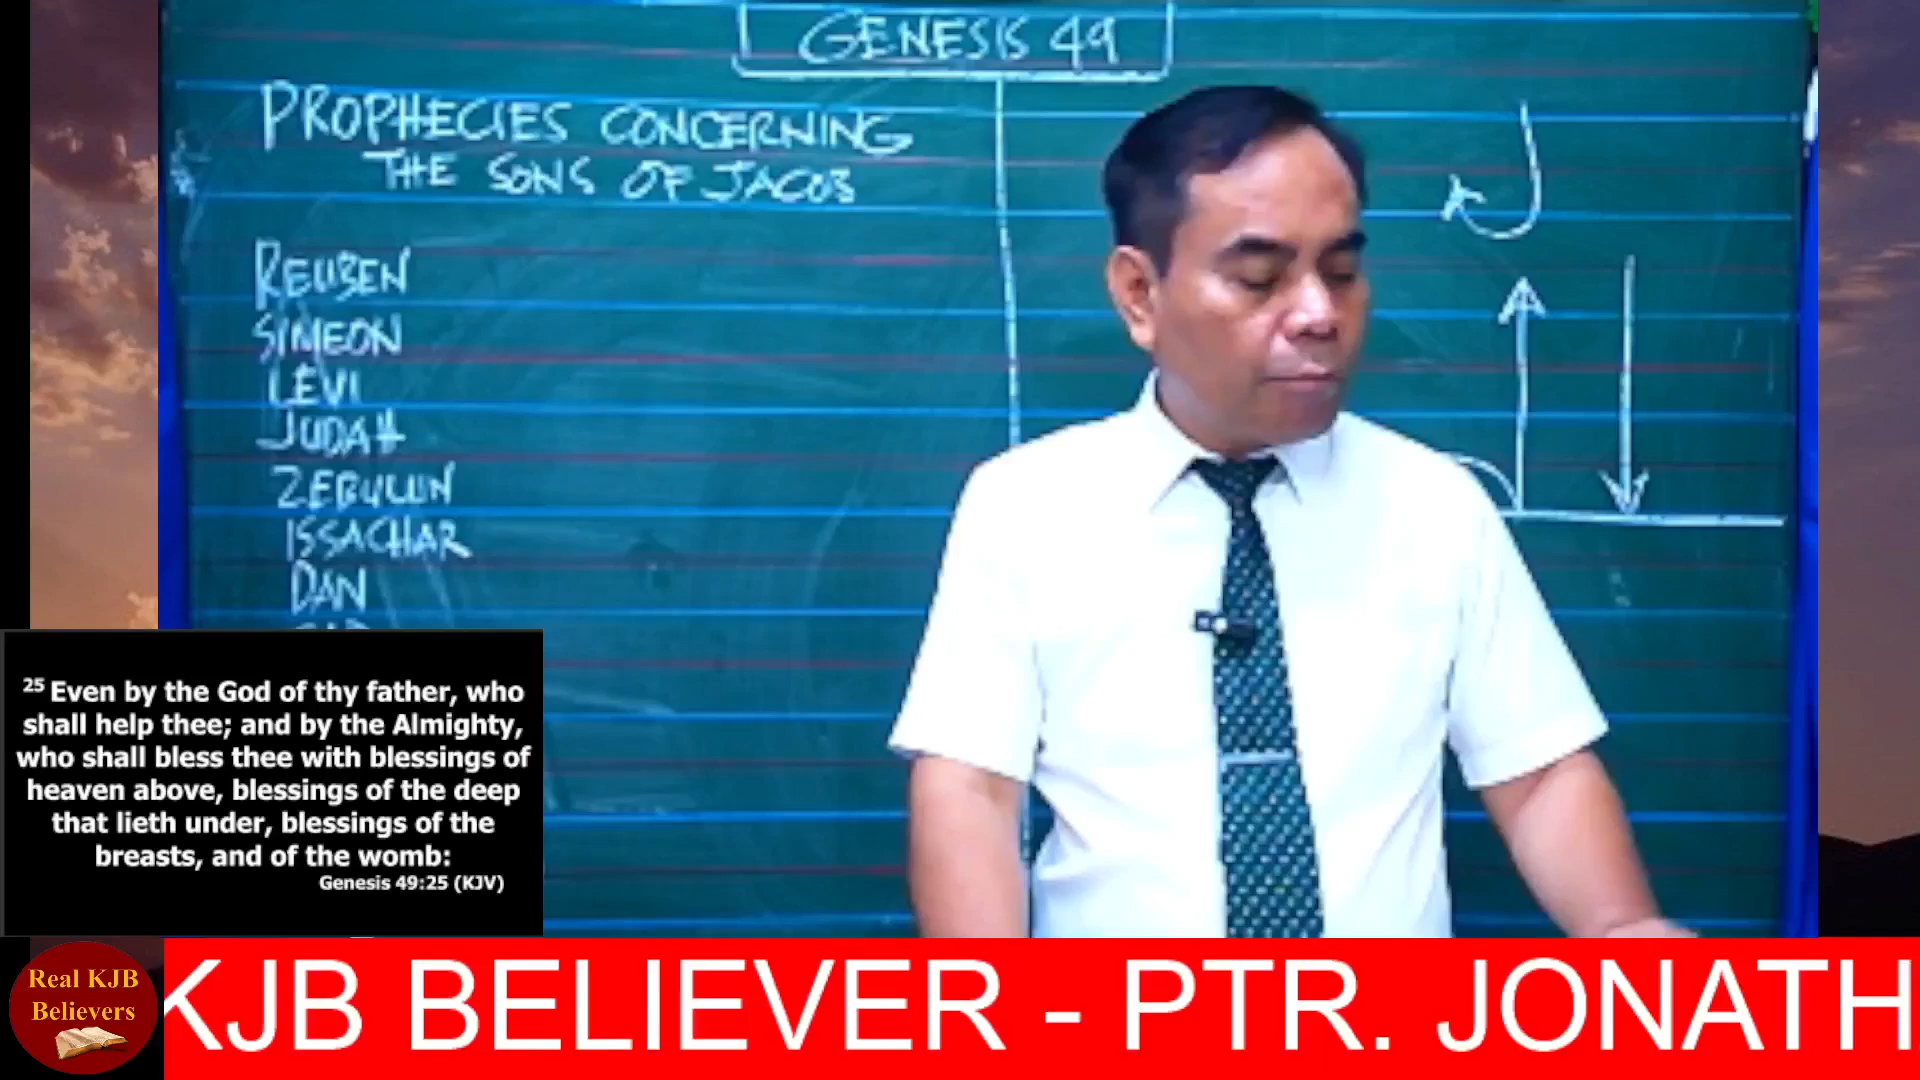 GENESIS 49
PROPHECIES CONCERNING
THE SONS OF JACOB
REUBEN
SIMEON
LEVI
JUDAH
ZEBULUN
ISSACHAR
DAN
25 Even by the God of thy father, who
shall help thee; and by the Almighty,
who shall bless thee with blessings of
heaven above, blessings of the deep
that lieth under, blessings of the
breasts, and of the womb:
Genesis 49:25 (KJV)
Real KJB
Believers
KJB BELIEVER - PTR. JONATH